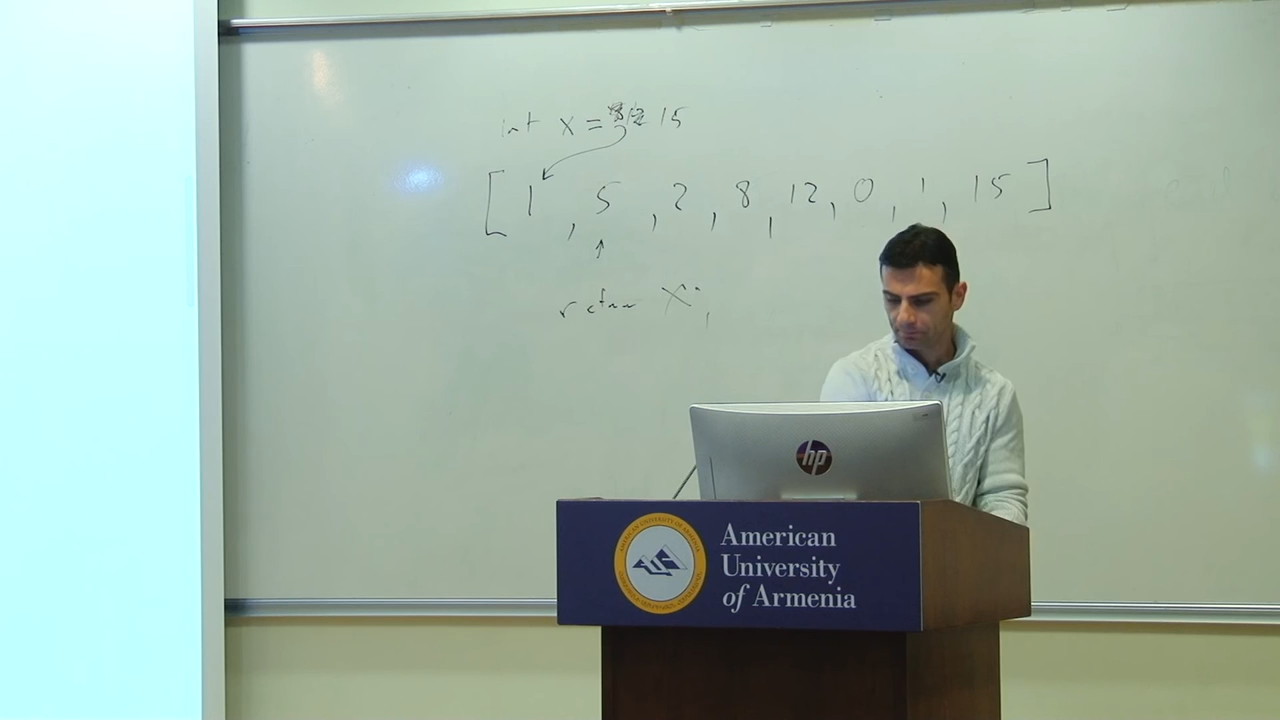 int x = 15
[ 1 , 5 , 2 , 8 , 12 , 0 , 1 , 15 ]
return x ;
hp
American
University
of Armenia